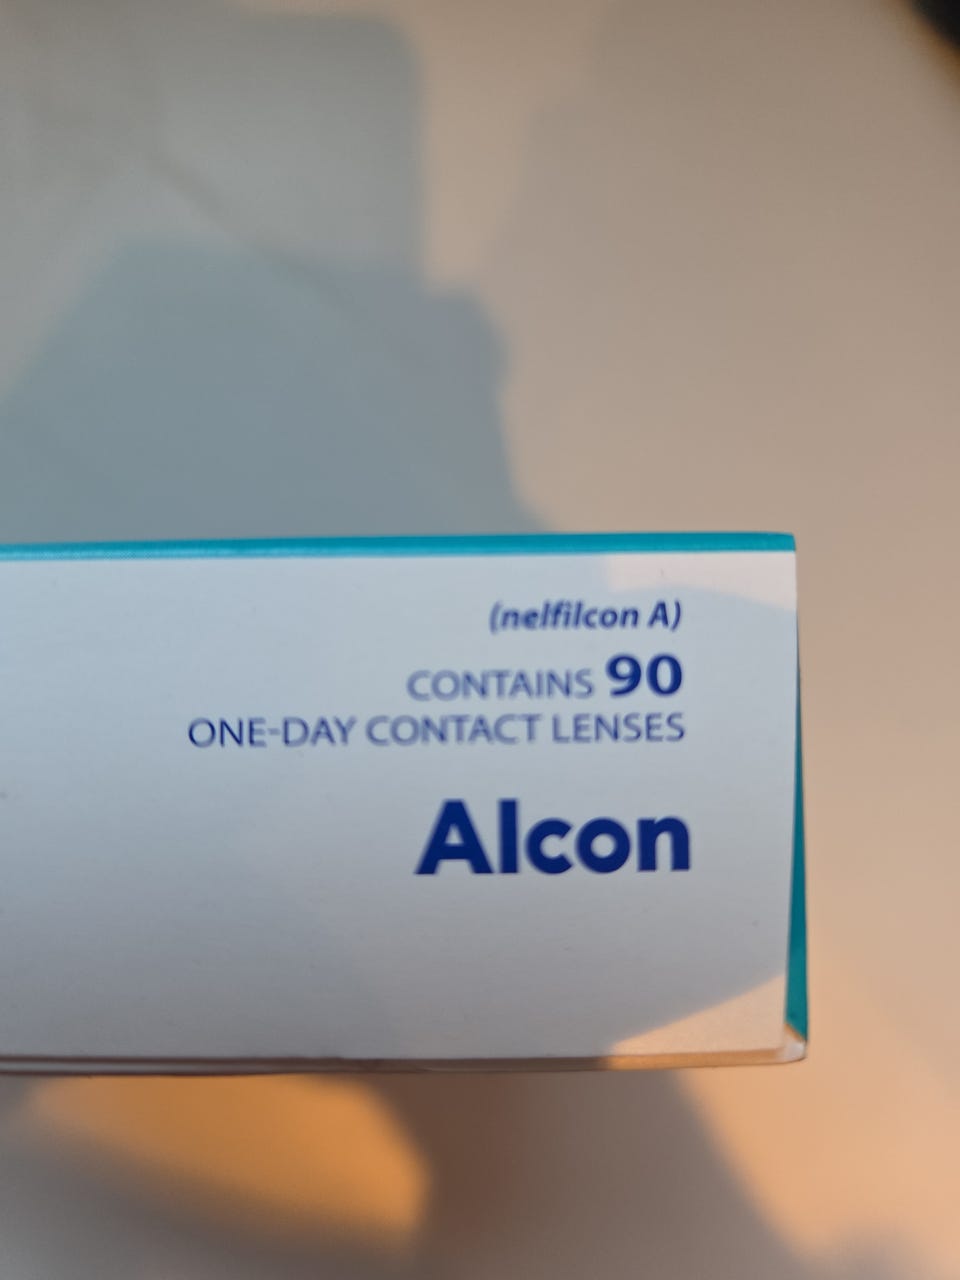 (nelfilcon A)
CONTAINS 90
ONE-DAY CONTACT LENSES
Alcon